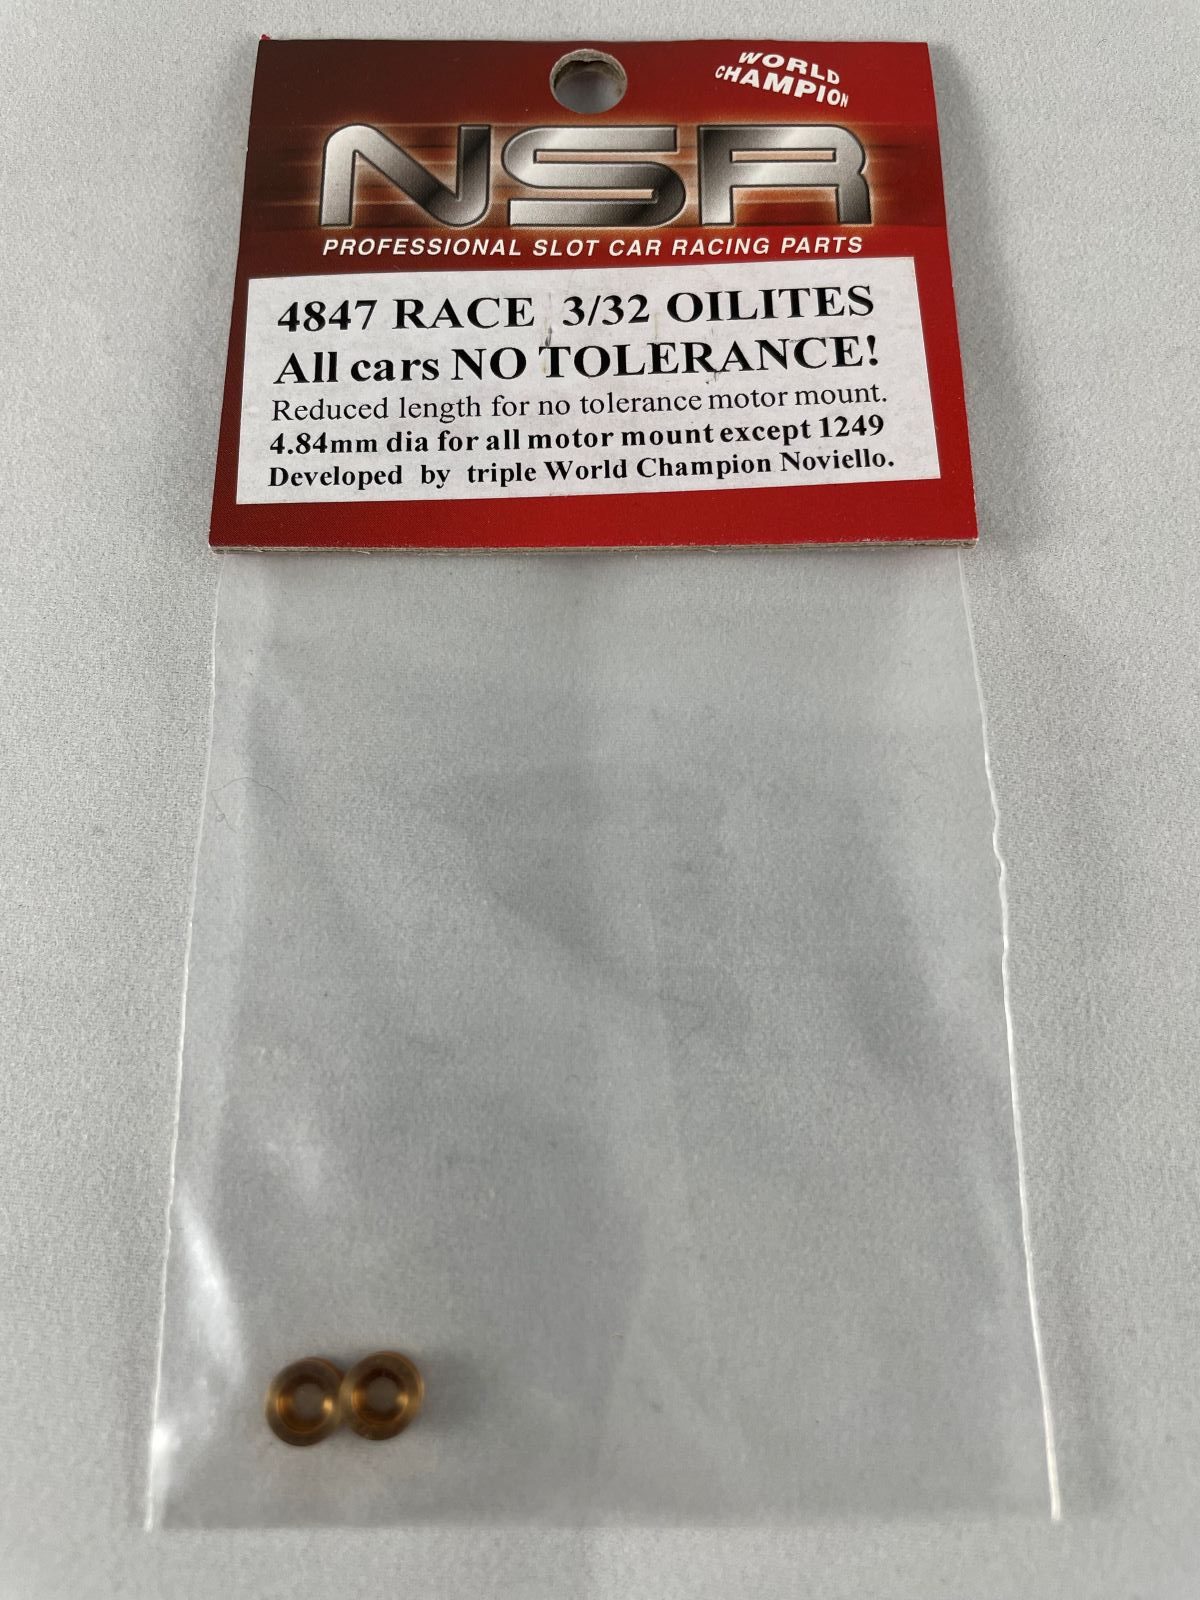 WORLD
CHAMPION
NSR
PROFESSIONAL SLOT CAR RACING PARTS
4847 RACE 3/32 OILITES
All cars NO TOLERANCE!
Reduced length for no tolerance motor mount.
4.84mm dia for all motor mount except 1249
Developed by triple World Champion Noviello.